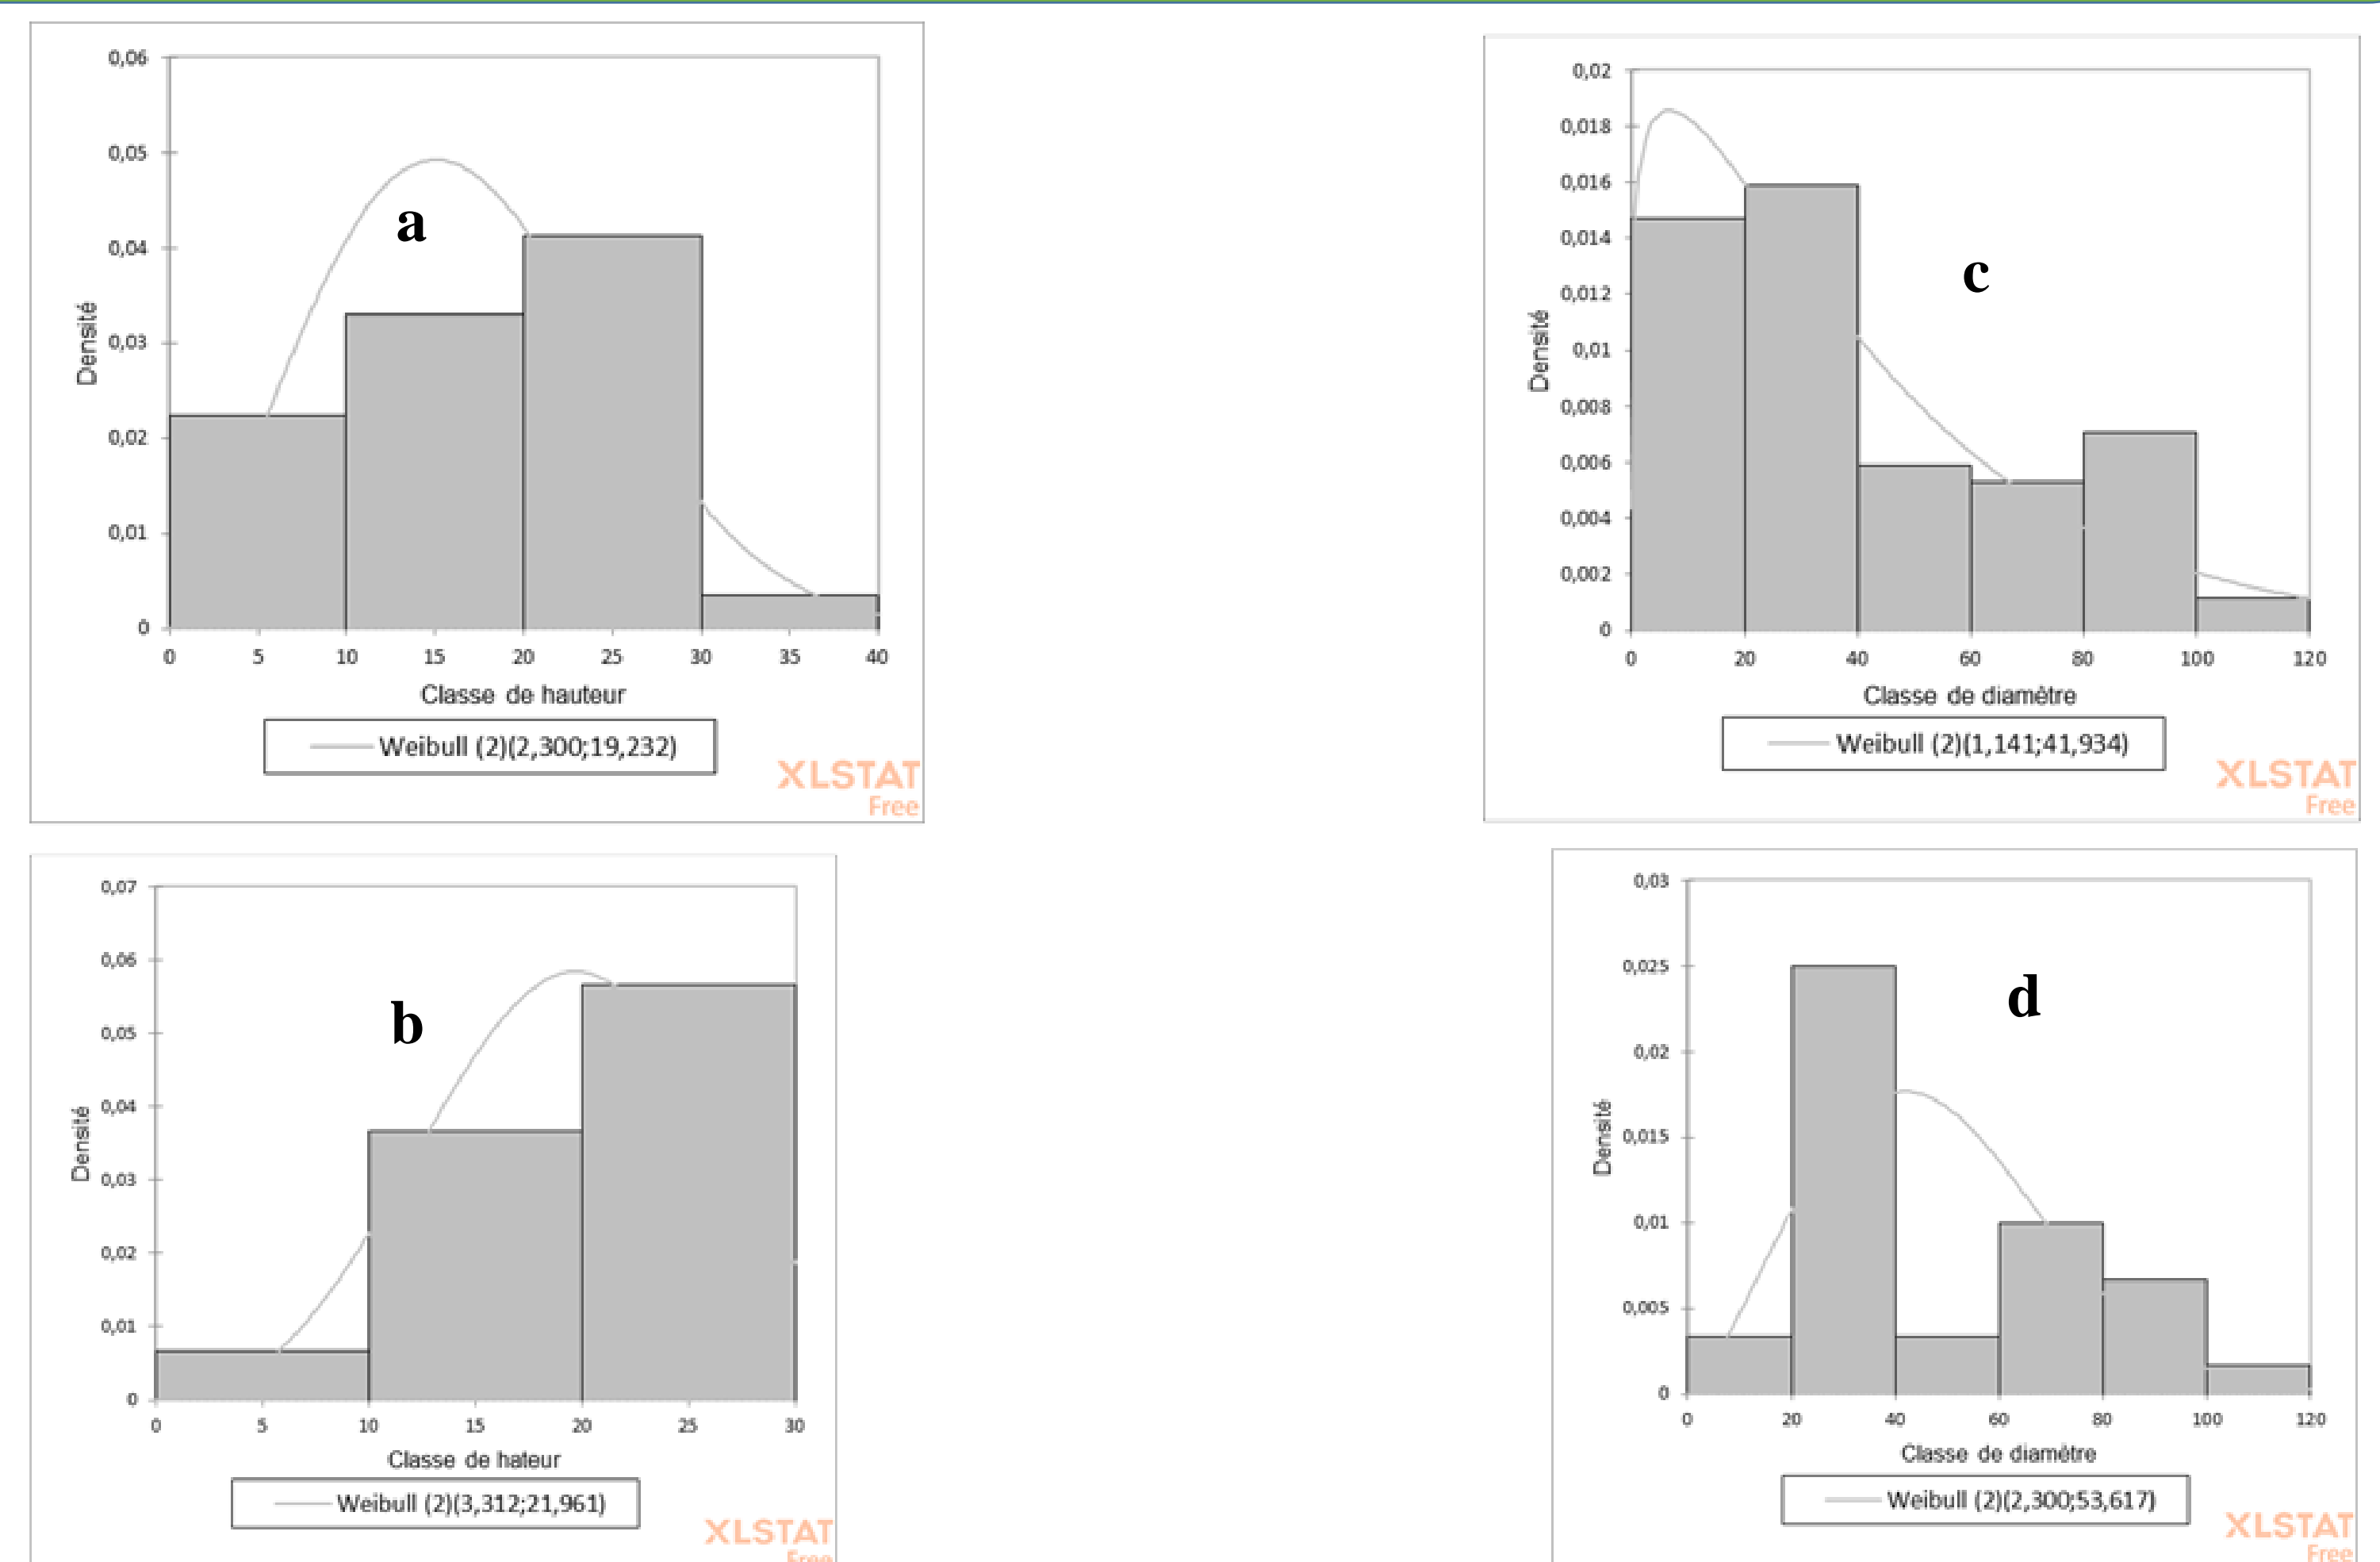 0,06
0,05
0,04
0,03
0,02
0,01
0
Densité
a
0 5 10 15 20 25 30 35 40
Classe de hauteur
Weibull (2)(2,300;19,232)
XLSTAT
Free
0,02
0,018
0,016
0,014
0,012
0,01
0,008
0,006
0,004
0,002
0
Densité
c
0 20 40 60 80 100 120
Classe de diamètre
Weibull (2)(1,141;41,934)
XLSTAT
Free
0,07
0,06
0,05
0,04
0,03
0,02
0,01
0
Densité
b
0 5 10 15 20 25 30
Classe de hateur
Weibull (2)(3,312;21,961)
XLSTAT
Free
0,03
0,025
0,02
0,015
0,01
0,005
0
Densité
d
0 20 40 60 80 100 120
Classe de diamètre
Weibull (2)(2,300;53,617)
XLSTAT
Free